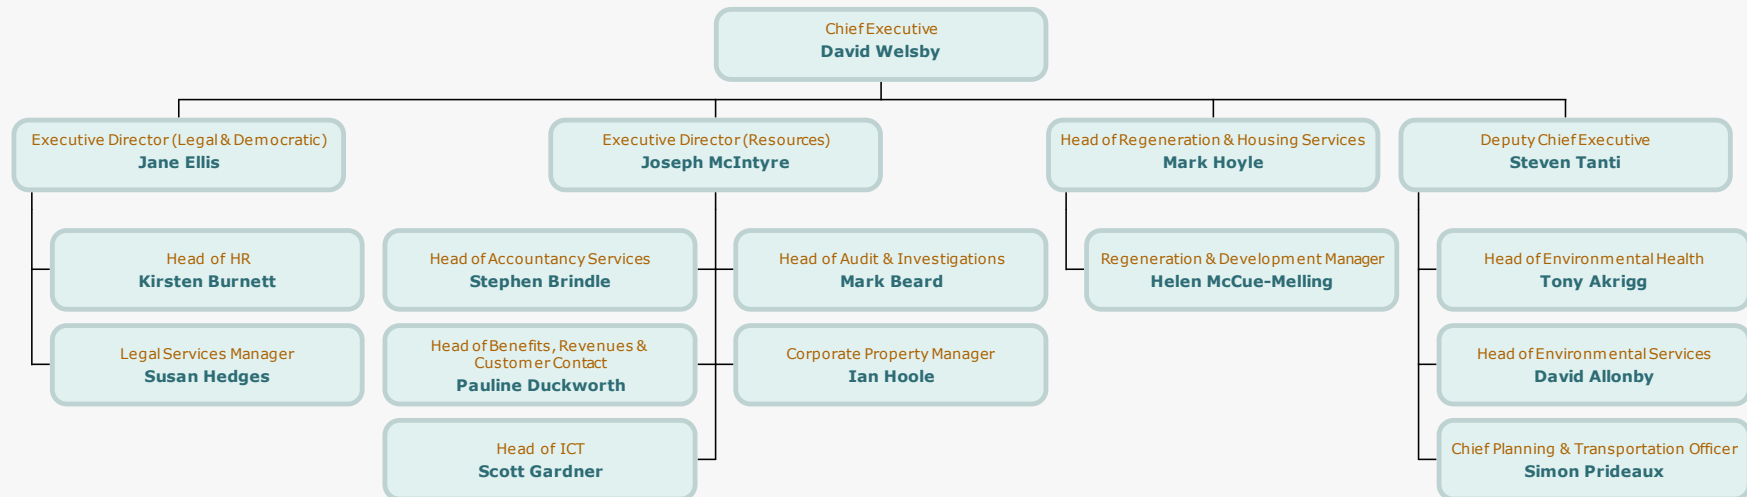 Chief Executive
David Welsby
Executive Director (Legal & Democratic)
Jane Ellis
Executive Director (Resources)
Joseph McIntyre
Head of Regeneration & Housing Services
Mark Hoyle
Deputy Chief Executive
Steven Tanti
Head of HR
Kirsten Burnett
Head of Accountancy Services
Stephen Brindle
Head of Audit & Investigations
Mark Beard
Regeneration & Development Manager
Helen McCue-Melling
Head of Environmental Health
Tony Akrigg
Legal Services Manager
Susan Hedges
Head of Benefits, Revenues &
Customer Contact
Pauline Duckworth
Corporate Property Manager
Ian Hoole
Head of Environmental Services
David Allonby
Head of ICT
Scott Gardner
Chief Planning & Transportation Officer
Simon Prideaux